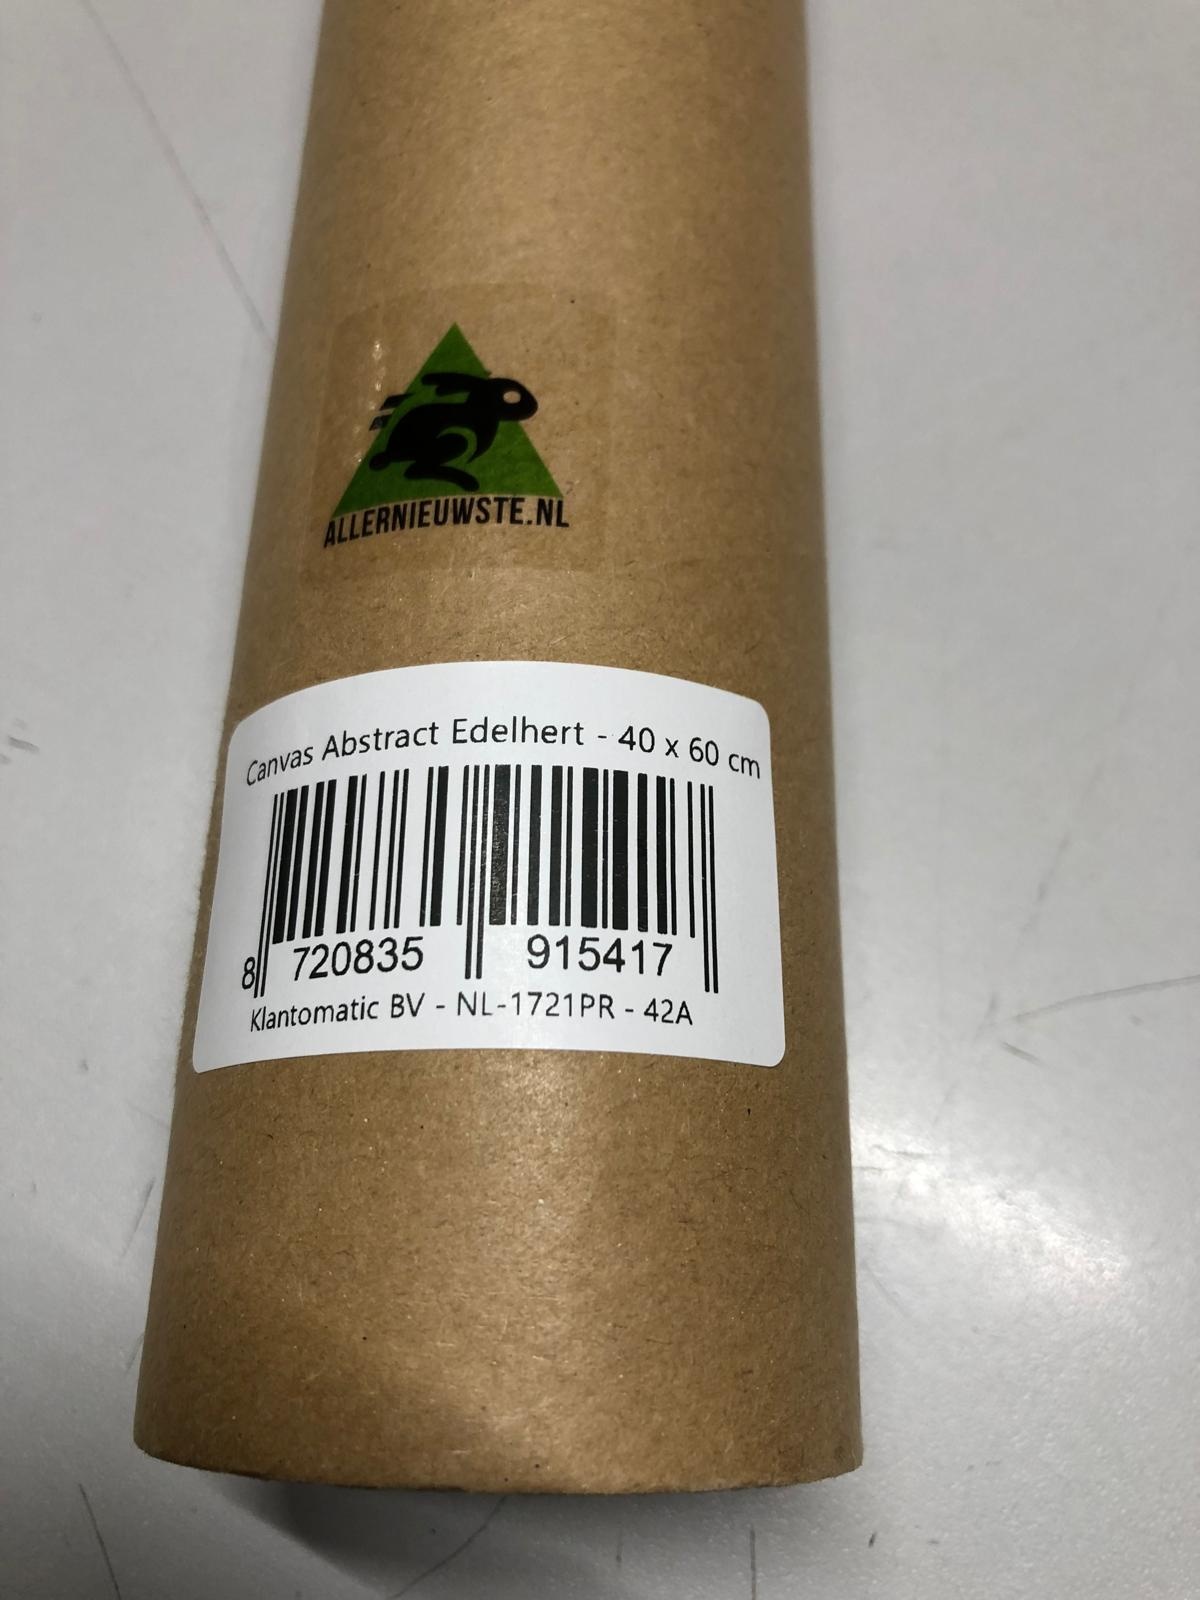 ALLERNIEUWSTE.NL
Canvas Abstract Edelhert - 40 x 60 cm
8 720835 915417
Klantomatic BV - NL-1721PR - 42A